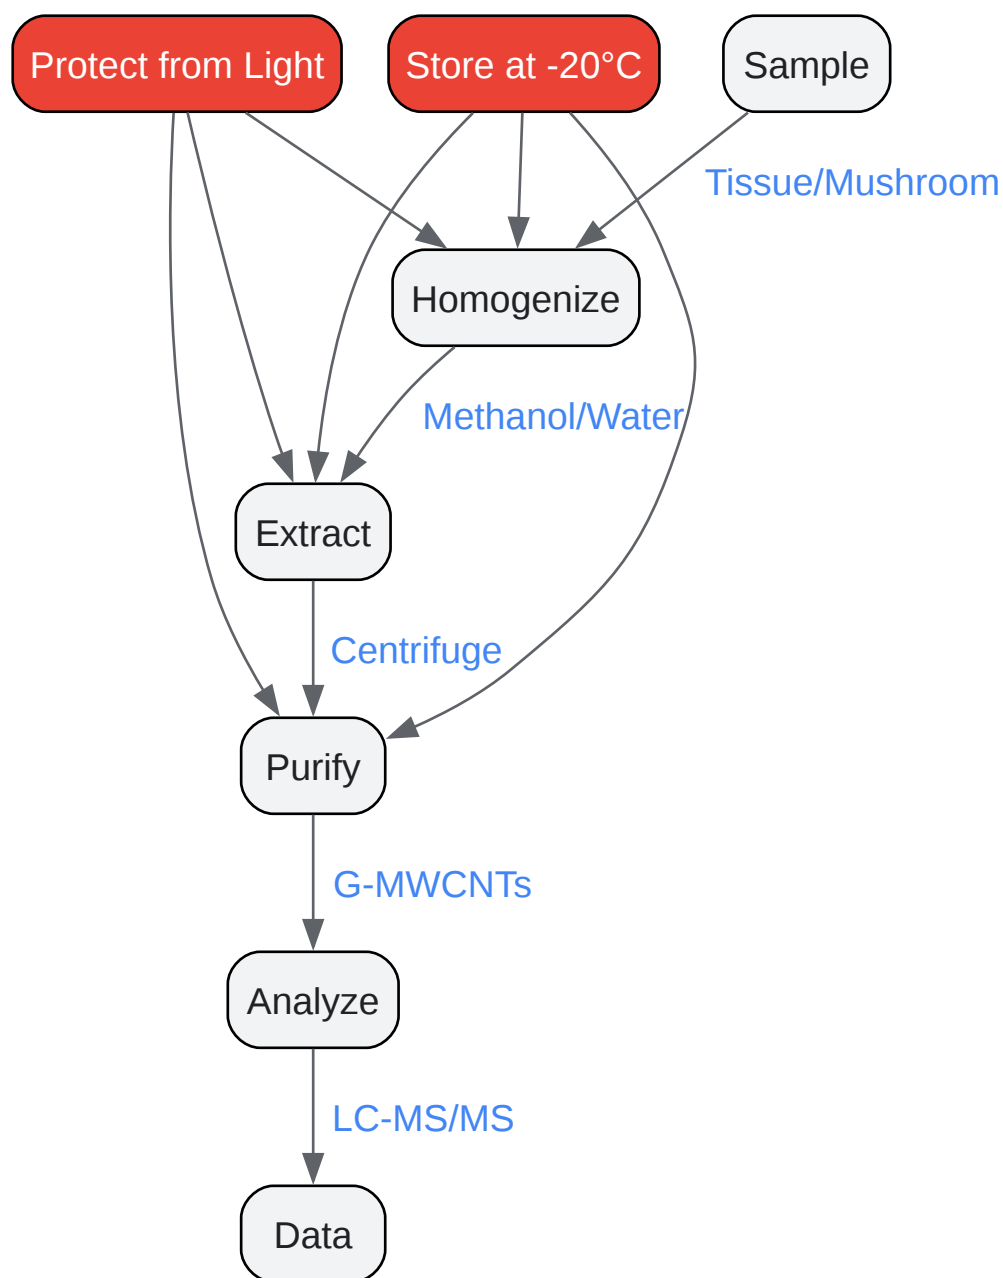 Protect from Light
Store at -20°C
Sample
Tissue/Mushroom
Homogenize
Methanol/Water
Extract
Centrifuge
Purify
G-MWCNTs
Analyze
LC-MS/MS
Data